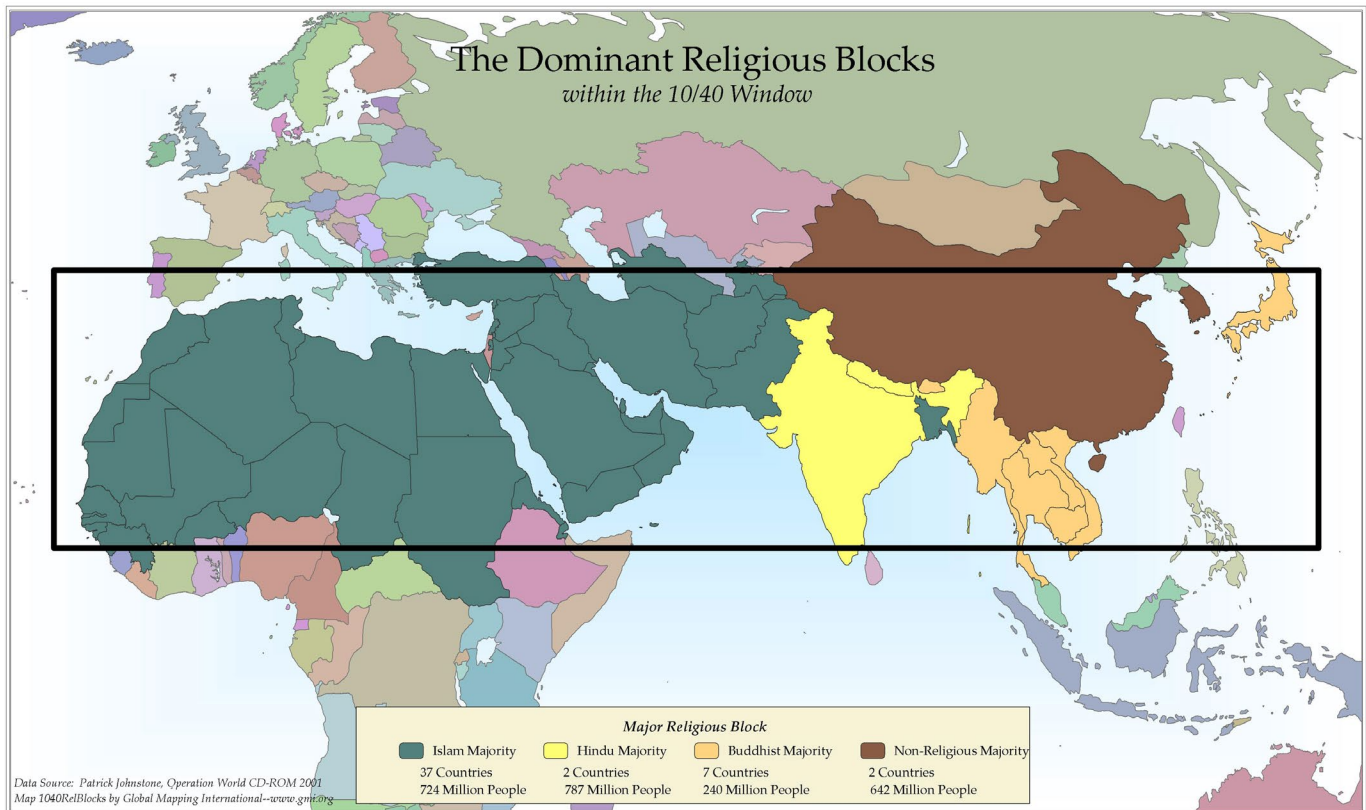 The Dominant Religious Blocks
within the 10/40 Window
Major Religious Block
Islam Majority
37 Countries
724 Million People
Hindu Majority
2 Countries
787 Million People
Buddhist Majority
7 Countries
240 Million People
Non-Religious Majority
2 Countries
642 Million People
Data Source: Patrick Johnstone, Operation World CD-ROM 2001
Map 1040RelBlocks by Global Mapping International--www.gmi.org